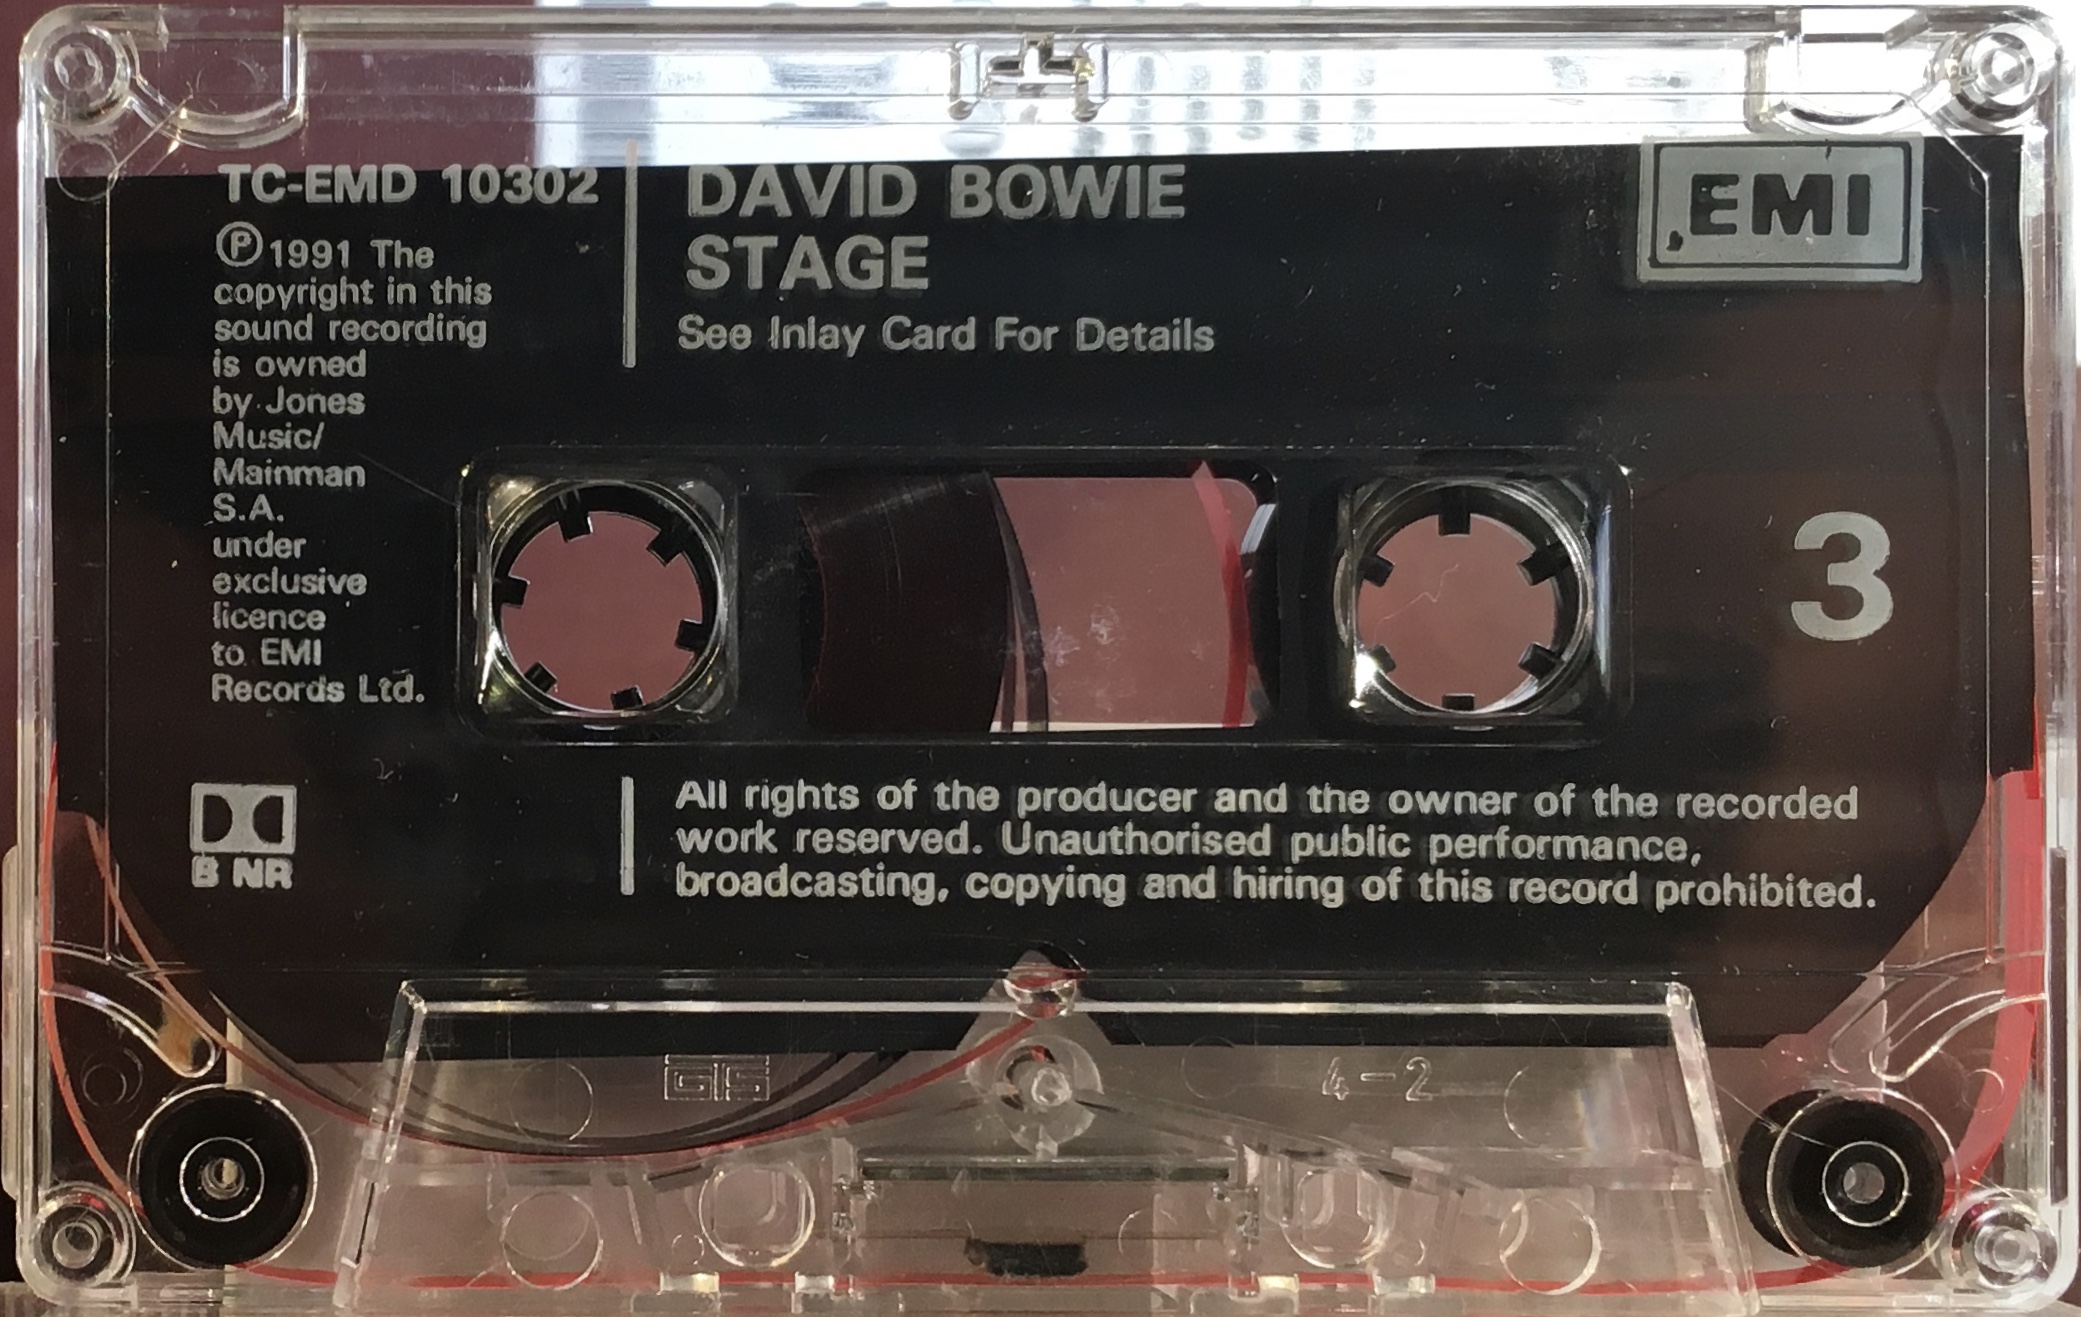 TC-EMD 10302
℗1991 The
copyright in this
sound recording
is owned
by Jones
Music/
Mainman
S.A.
under
exclusive
licence
to EMI
Records Ltd.
DAVID BOWIE
STAGE
See Inlay Card For Details
EMI
3
B NR
All rights of the producer and the owner of the recorded
work reserved. Unauthorised public performance,
broadcasting, copying and hiring of this record prohibited.
GTS
4-2